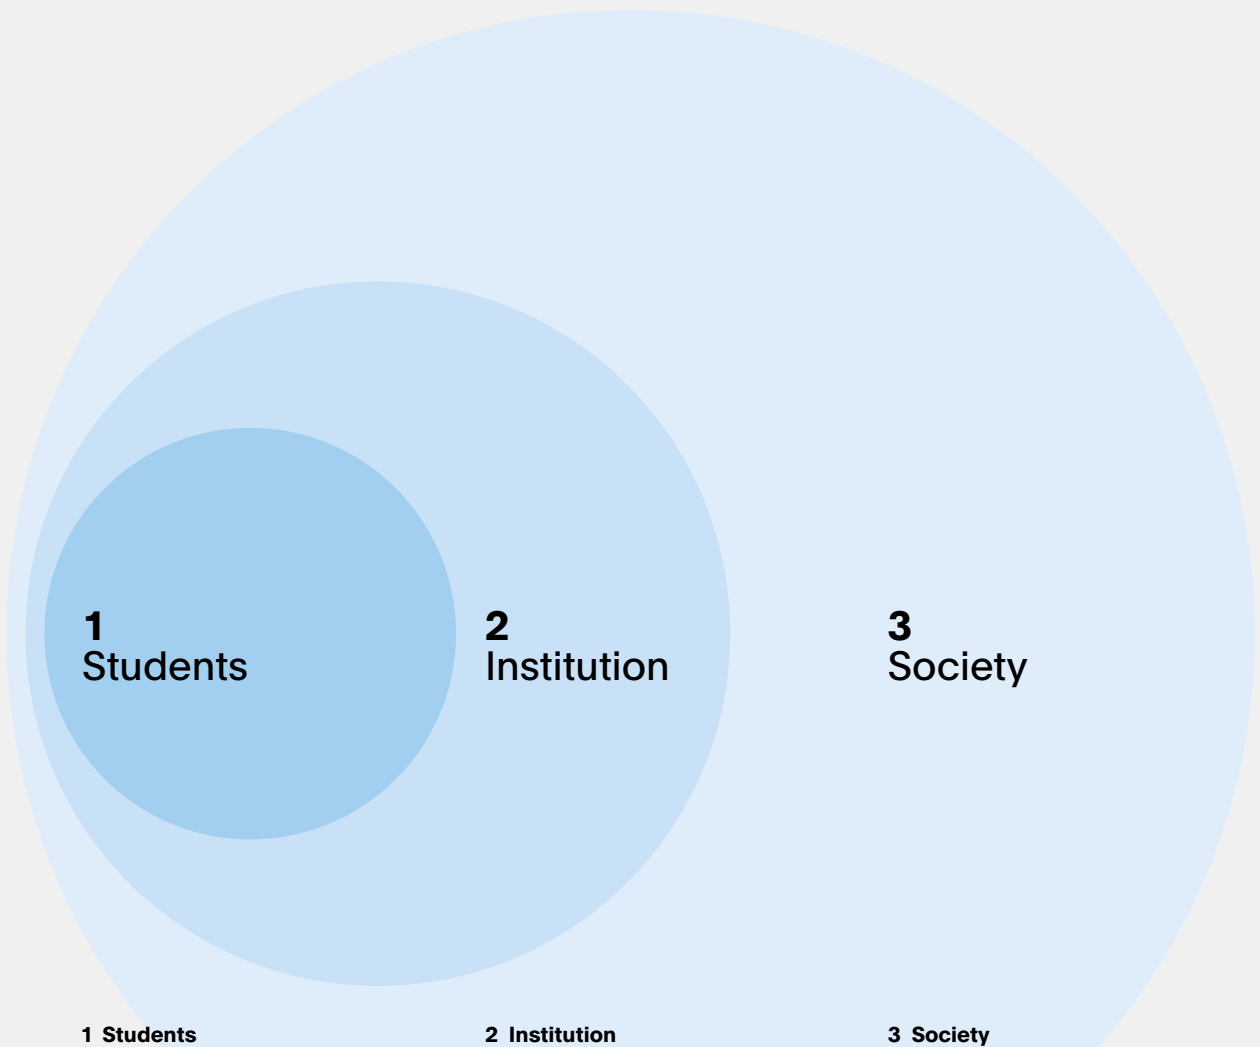 1
Students
2
Institution
3
Society
1 Students
2 Institution
3 Society